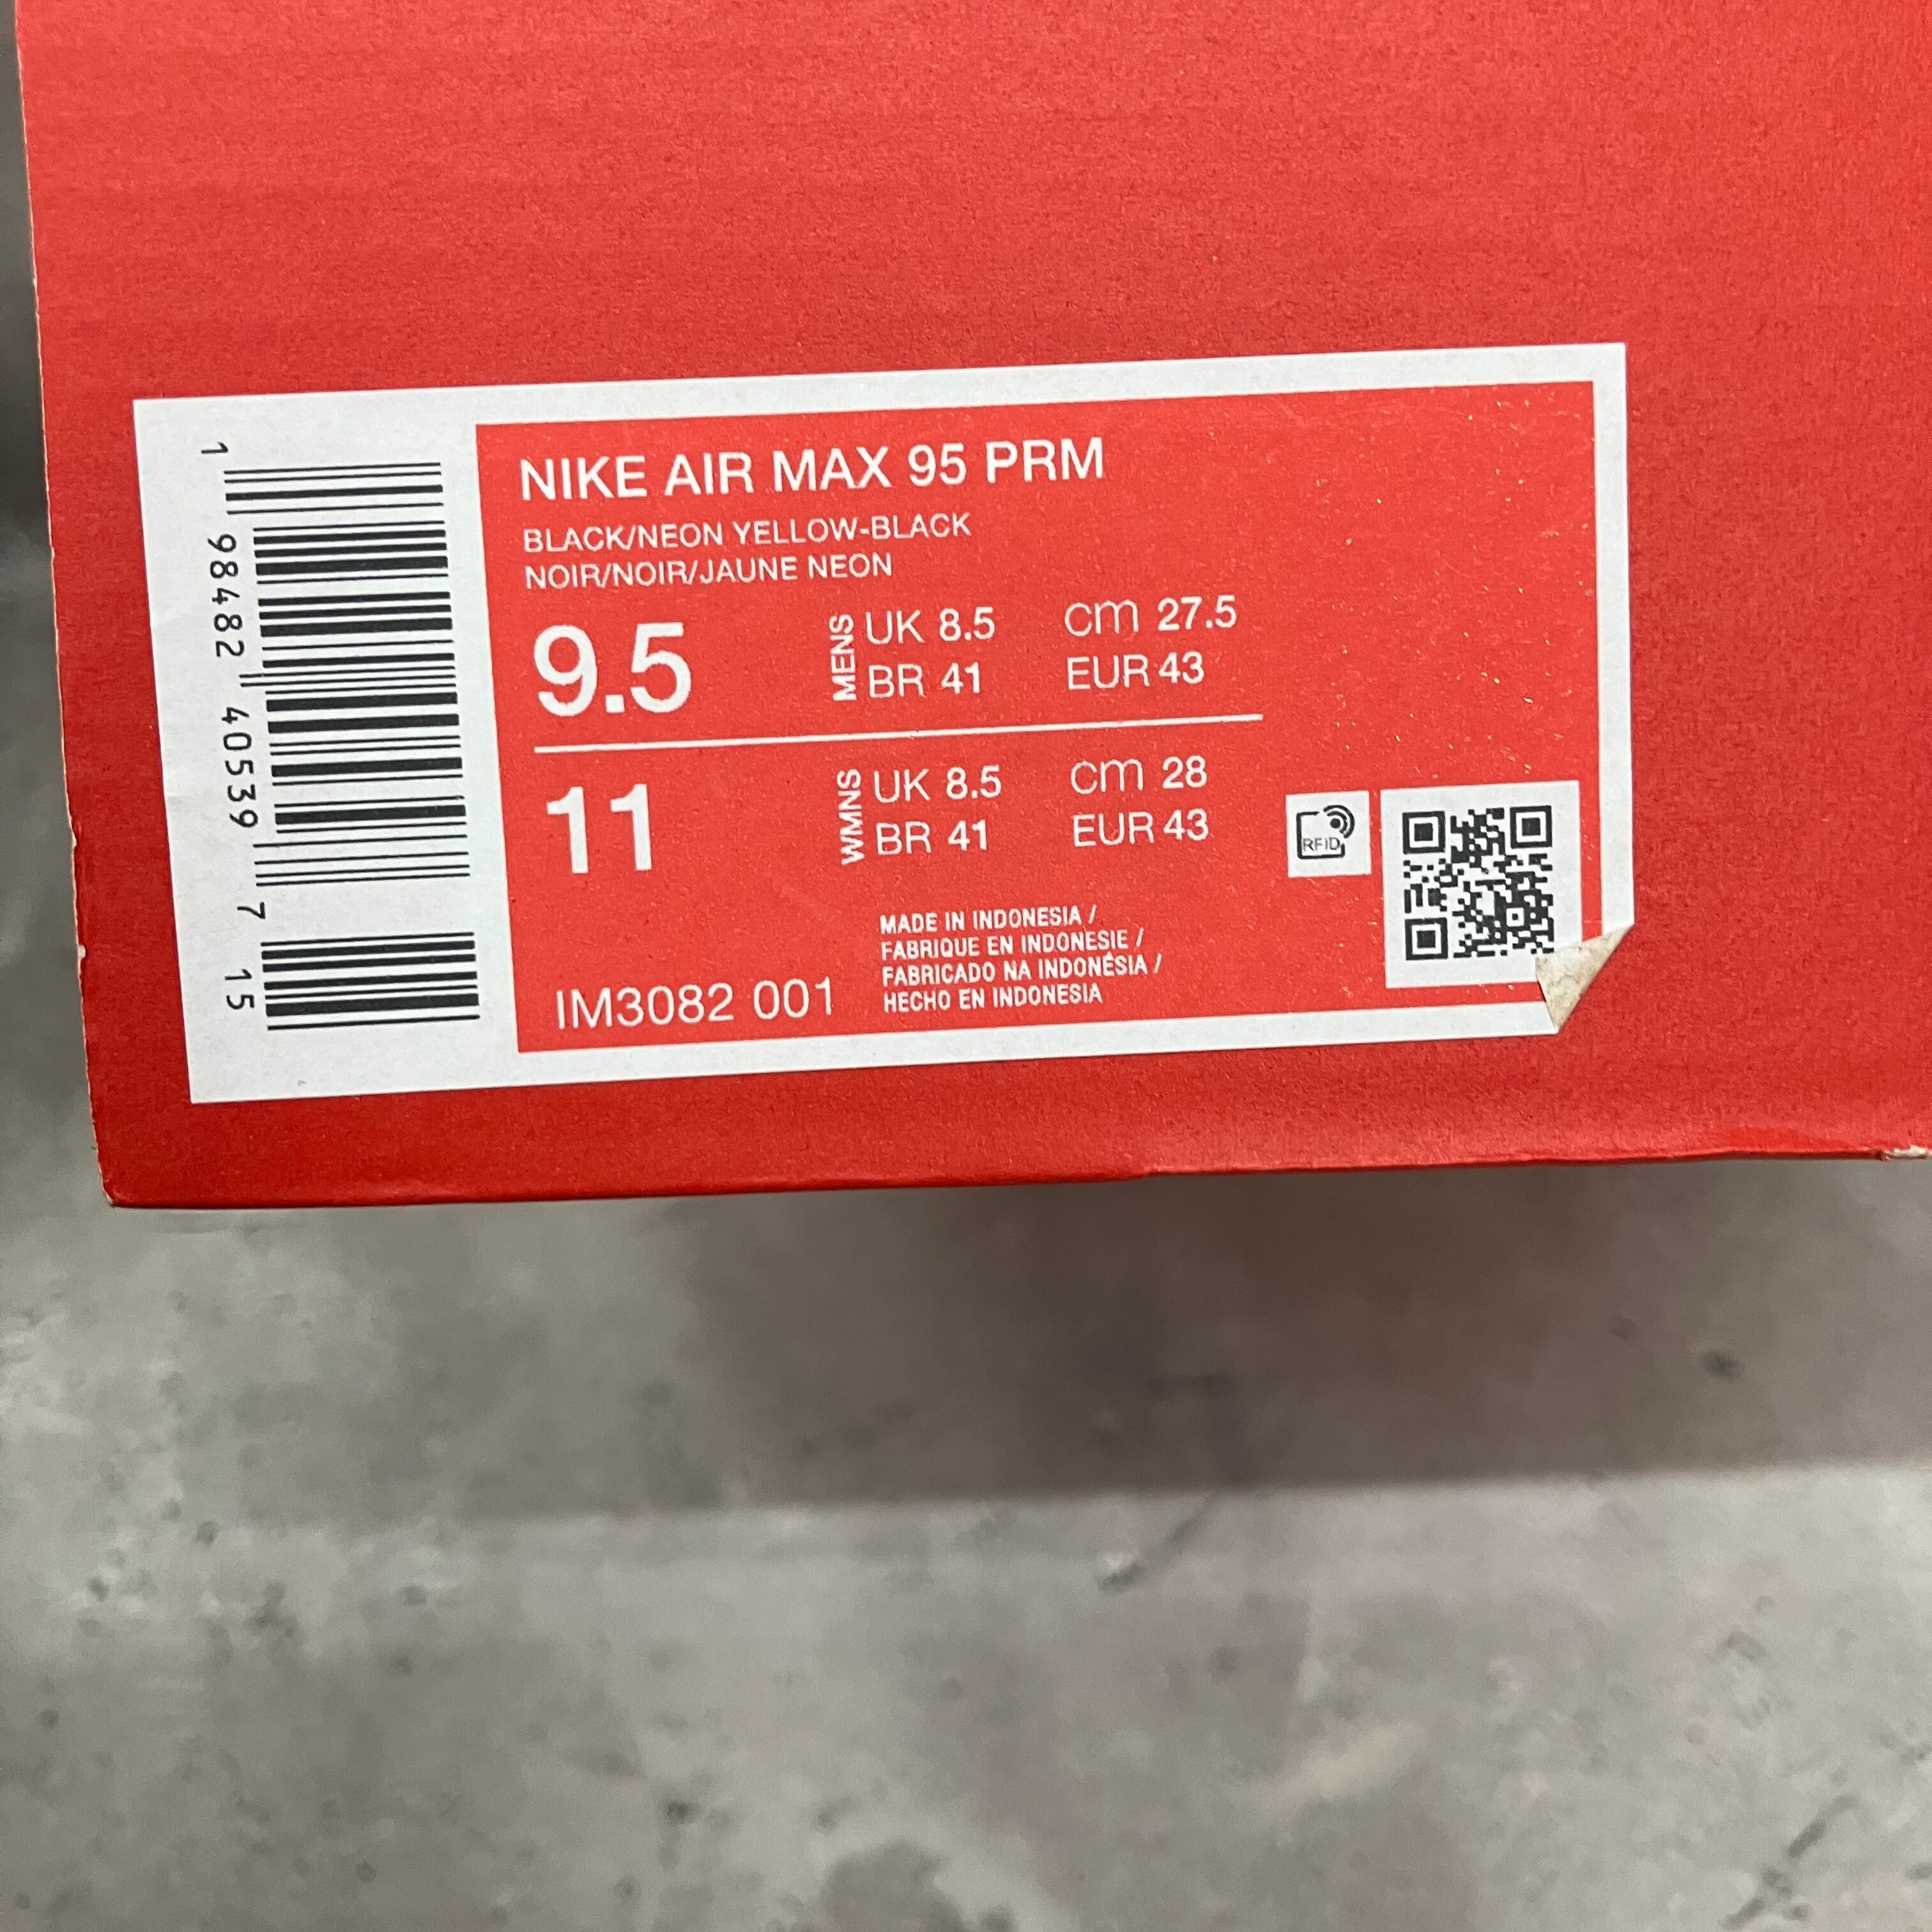 1 98482 40539 7 15
NIKE AIR MAX 95 PRM
BLACK/NEON YELLOW-BLACK
NOIR/NOIR/JAUNE NEON
9.5 MENS UK 8.5 cm 27.5
BR 41 EUR 43
11 WMNS UK 8.5 cm 28
BR 41 EUR 43
RFID
MADE IN INDONESIA /
FABRIQUE EN INDONESIE /
FABRICADO NA INDONÉSIA /
HECHO EN INDONESIA
IM3082 001